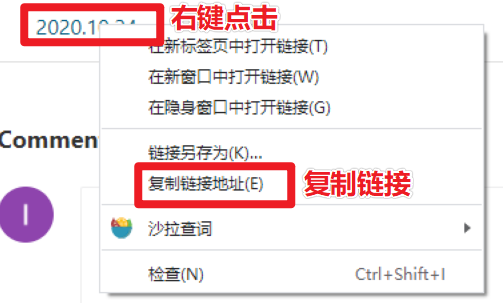 右键点击
2020.10.24
在新标签页中打开链接(T)
在新窗口中打开链接(W)
在隐身窗口中打开链接(G)
Comment
链接另存为(K)...
复制链接地址(E)
复制链接
I
沙拉查词
检查(N) Ctrl+Shift+I